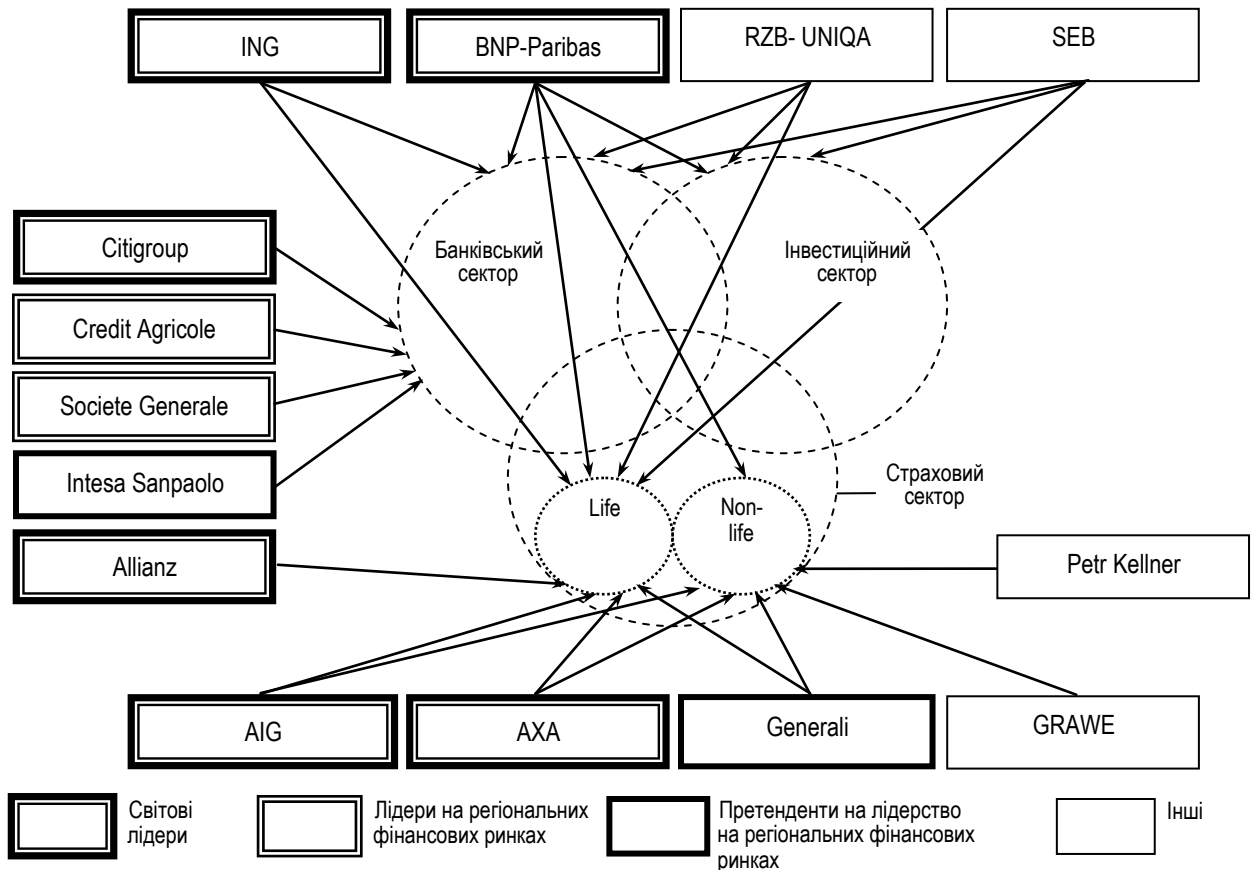 ING
BNP-Paribas
RZB- UNIQA
SEB
Citigroup
Credit Agricole
Societe Generale
Intesa Sanpaolo
Allianz
Банківський
сектор
Інвестиційний
сектор
Страховий
сектор
Life
Non-
life
Petr Kellner
AIG
AXA
Generali
GRAWE
Світові
лідери
Лідери на регіональних
фінансових ринках
Претенденти на лідерство
на регіональних фінансових
ринках
Інші